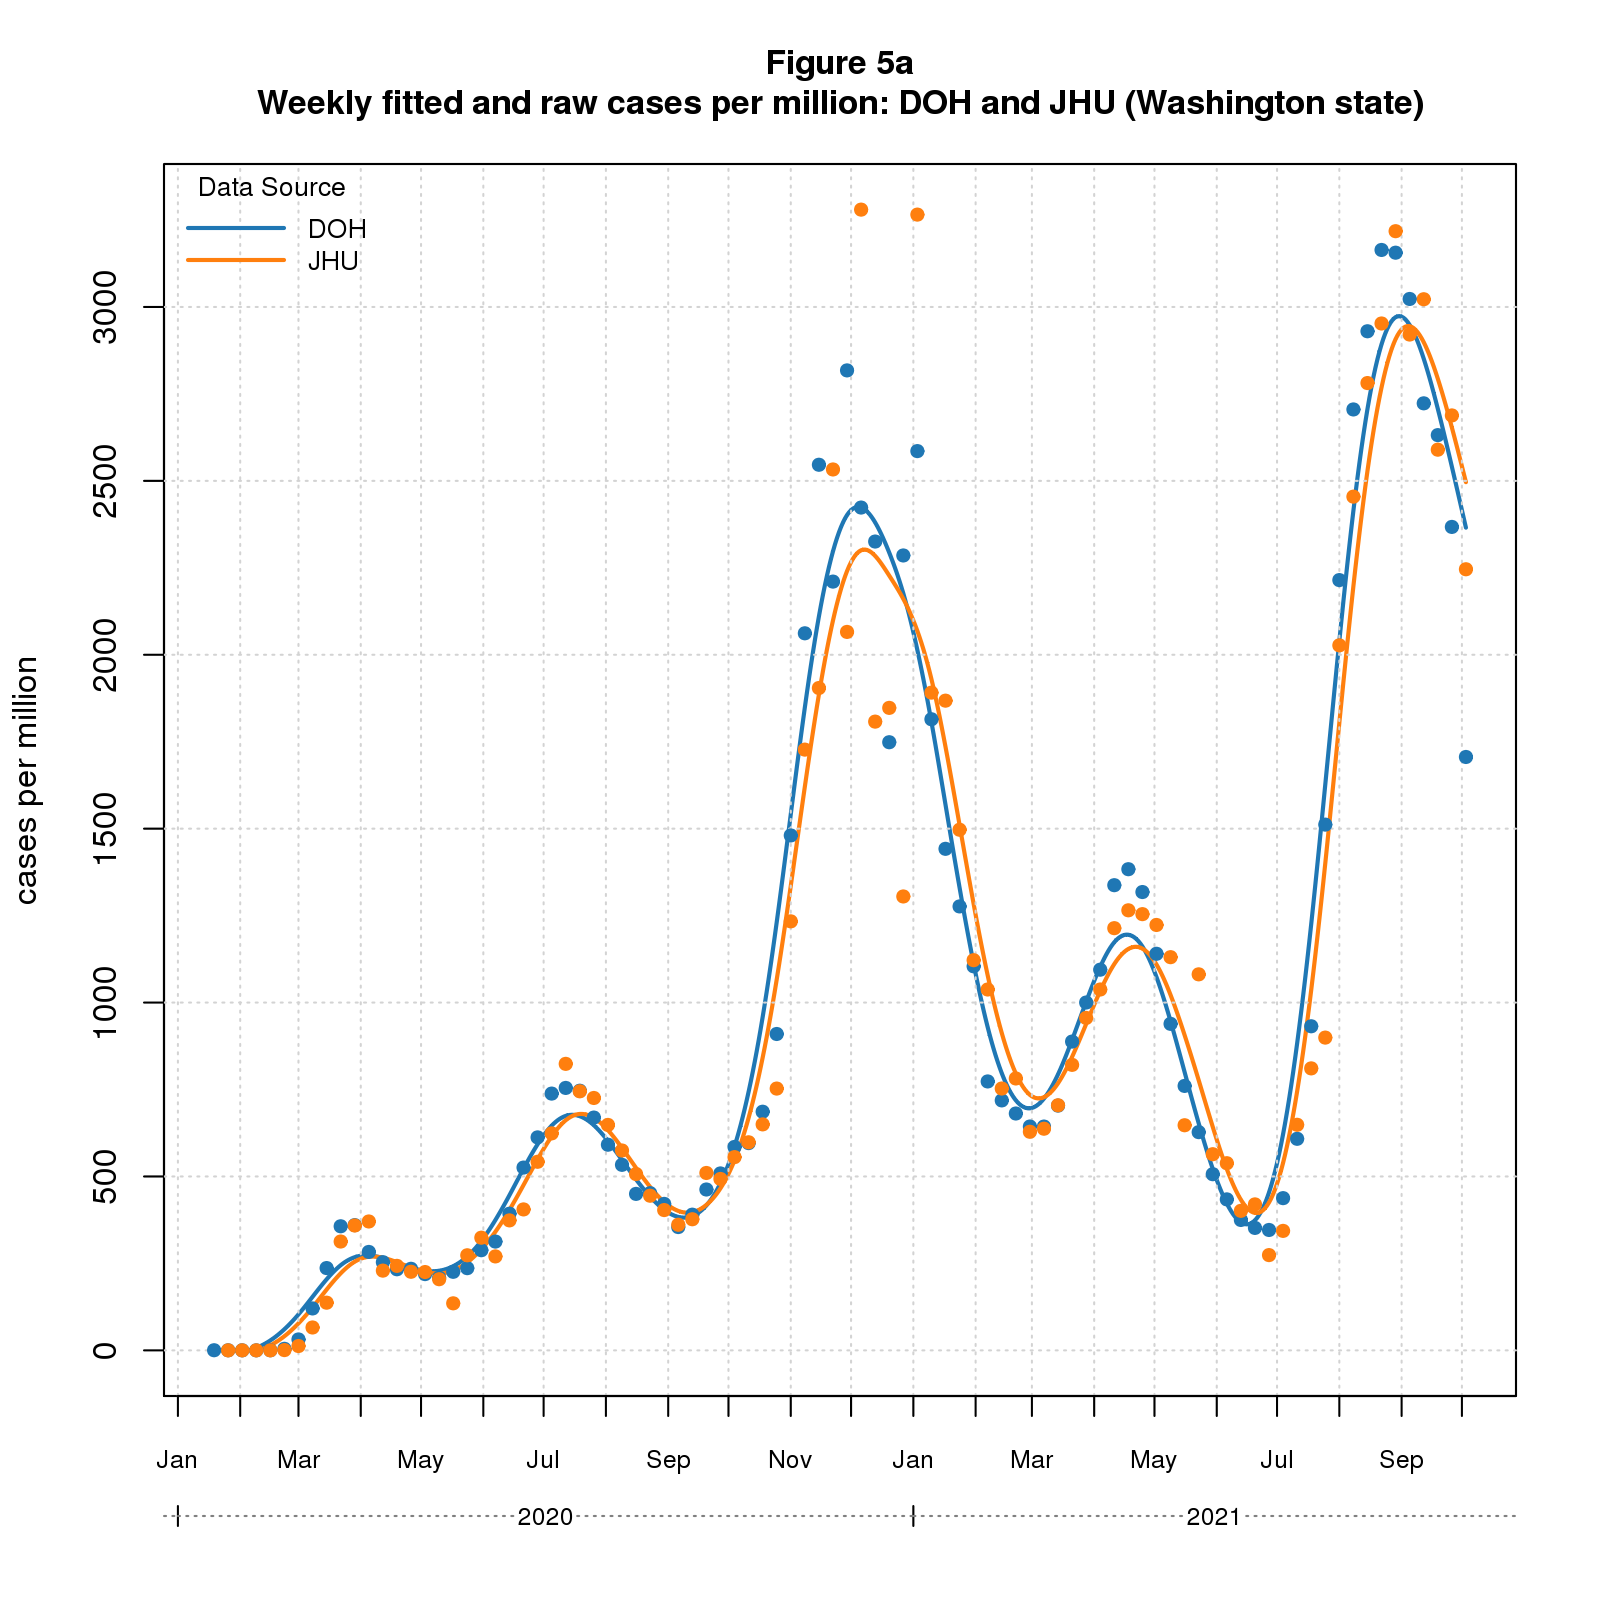 Figure 5a
Weekly fitted and raw cases per million: DOH and JHU (Washington state)
Data Source
DOH
JHU
cases per million
3000
2500
2000
1500
1000
500
0
Jan Mar May Jul Sep Nov Jan Mar May Jul Sep
2020 2021